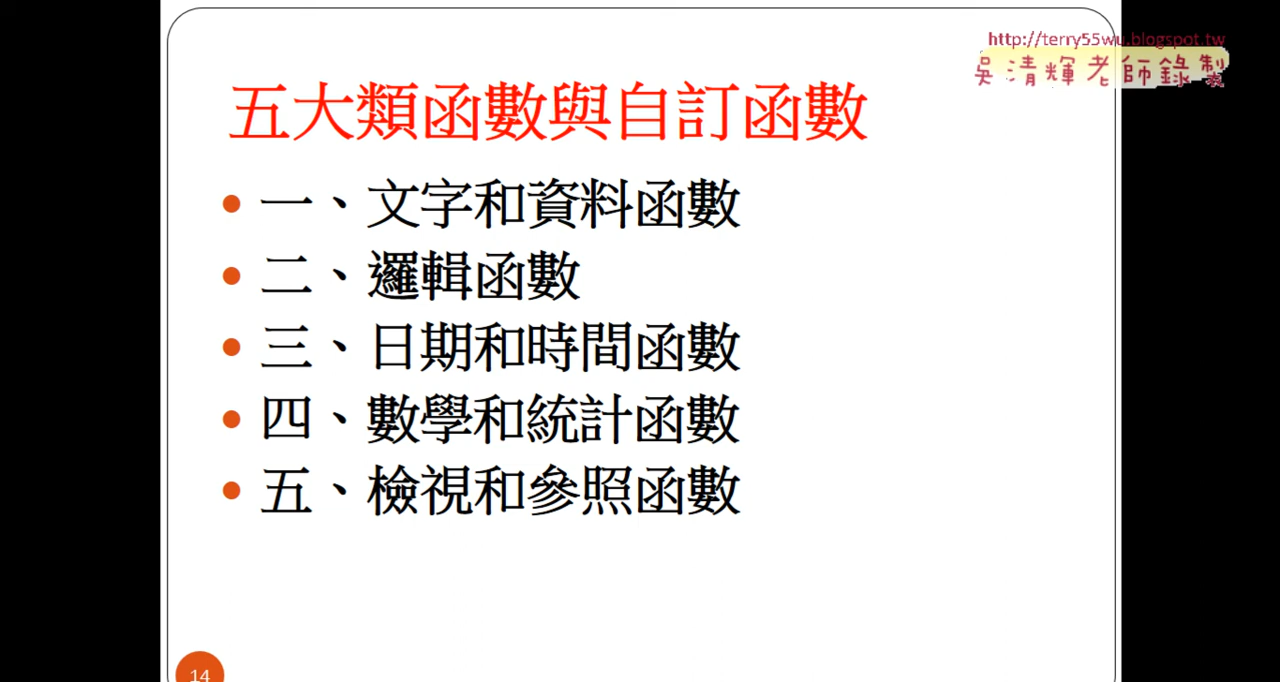 http://terry55wu.blogspot.tw
吳清輝老師錄製
五大類函數與自訂函數
一、文字和資料函數
二、邏輯函數
三、日期和時間函數
四、數學和統計函數
五、檢視和參照函數
14